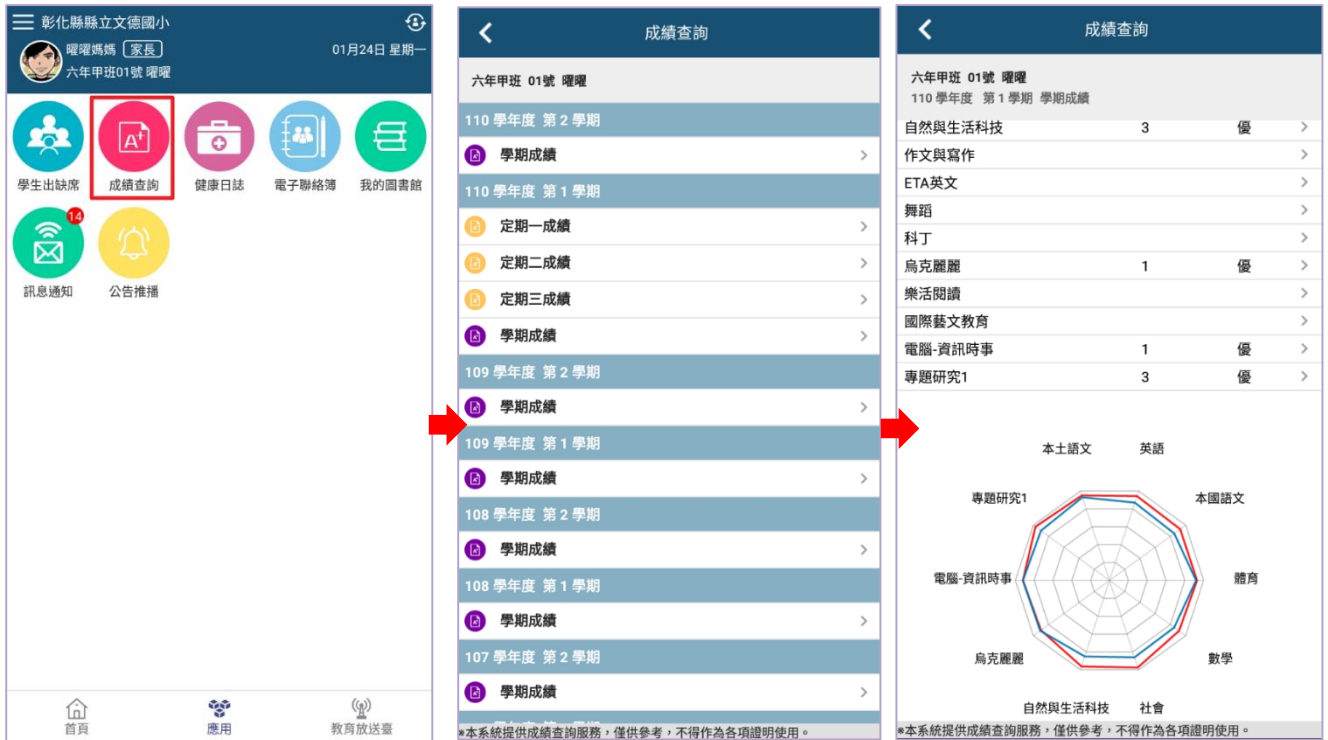 彰化縣縣立文德國小
曜曜媽媽 家長
01月24日 星期一
六年甲班01號 曜曜
A+
學生出缺席 成績查詢 健康日誌 電子聯絡簿 我的圖書館
14
訊息通知 公告推播
首頁 應用 教育放送臺
成績查詢
六年甲班 01號 曜曜
110 學年度 第 2 學期
學期成績
110 學年度 第 1 學期
定期一成績
定期二成績
定期三成績
學期成績
109 學年度 第 2 學期
學期成績
109 學年度 第 1 學期
學期成績
108 學年度 第 2 學期
學期成績
108 學年度 第 1 學期
學期成績
107 學年度 第 2 學期
學期成績
※本系統提供成績查詢服務，僅供參考，不得作為各項證明使用。
成績查詢
六年甲班 01號 曜曜
110 學年度 第 1 學期 學期成績
自然與生活科技 3 優
作文與寫作
ETA英文
舞蹈
科丁
烏克麗麗 1 優
樂活閱讀
國際藝文教育
電腦-資訊時事 1 優
專題研究1 3 優
本土語文 英語
專題研究1 本國語文
電腦-資訊時事 體育
烏克麗麗 數學
自然與生活科技 社會
※本系統提供成績查詢服務，僅供參考，不得作為各項證明使用。